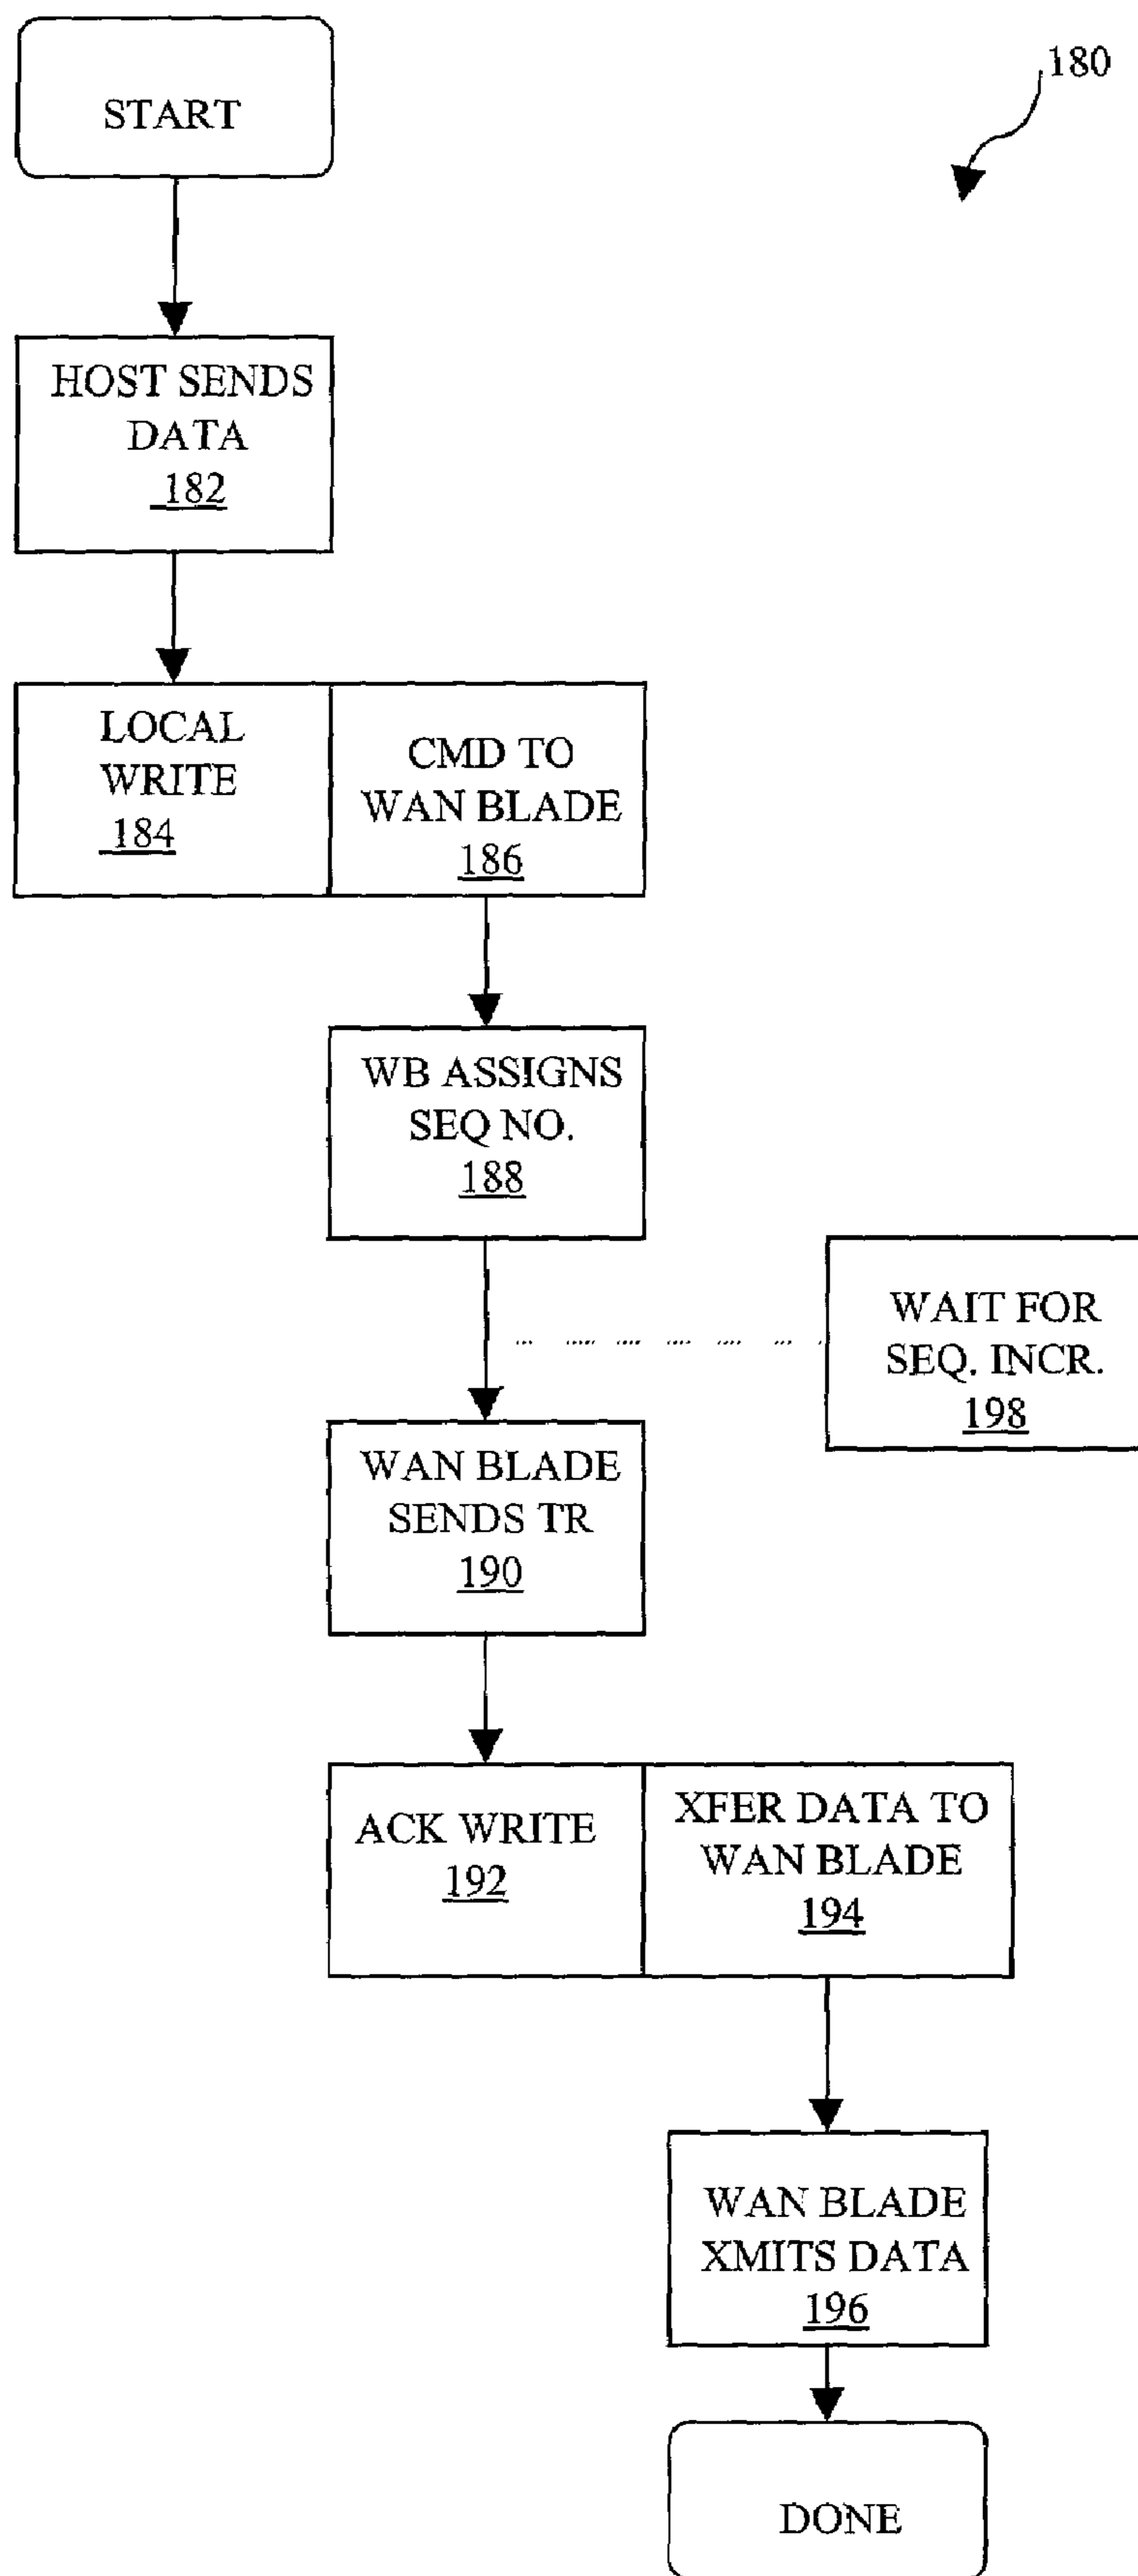 START
180
HOST SENDS
DATA
182
LOCAL
WRITE
184
CMD TO
WAN BLADE
186
WB ASSIGNS
SEQ NO.
188
WAIT FOR
SEQ. INCR.
198
WAN BLADE
SENDS TR
190
ACK WRITE
192
XFER DATA TO
WAN BLADE
194
WAN BLADE
XMITS DATA
196
DONE